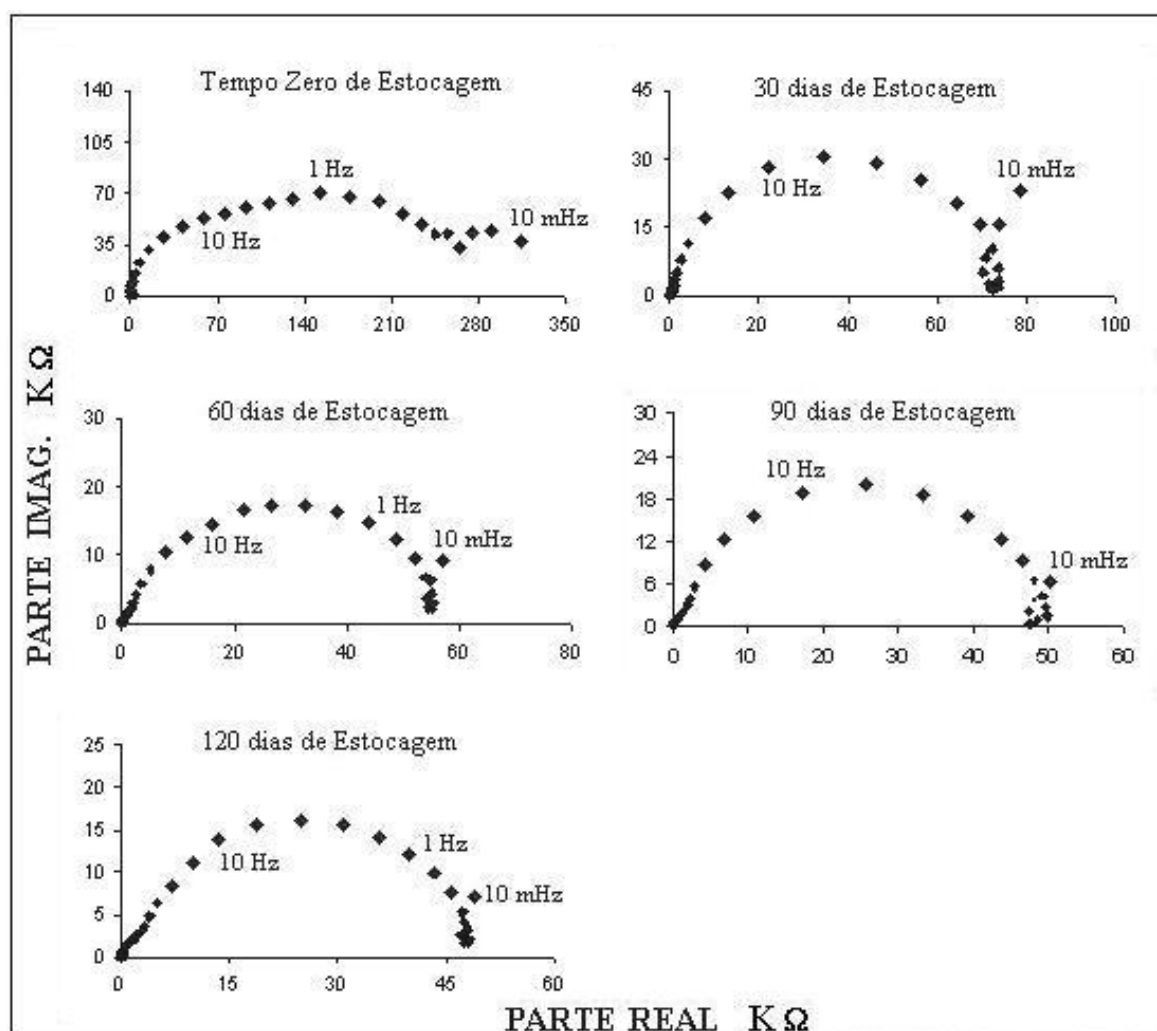 Tempo Zero de Estocagem
140
105
70
35
0
0 70 140 210 280 350
1 Hz
10 Hz
10 mHz
30 dias de Estocagem
45
30
15
0
0 20 40 60 80 100
10 Hz
10 mHz
60 dias de Estocagem
30
20
10
0
0 20 40 60 80
10 Hz
1 Hz
10 mHz
90 dias de Estocagem
30
24
18
12
6
0
0 10 20 30 40 50 60
10 Hz
10 mHz
120 dias de Estocagem
25
20
15
10
5
0
0 15 30 45 60
10 Hz
1 Hz
10 mHz
PARTE IMAG. K Ω
PARTE REAL K Ω